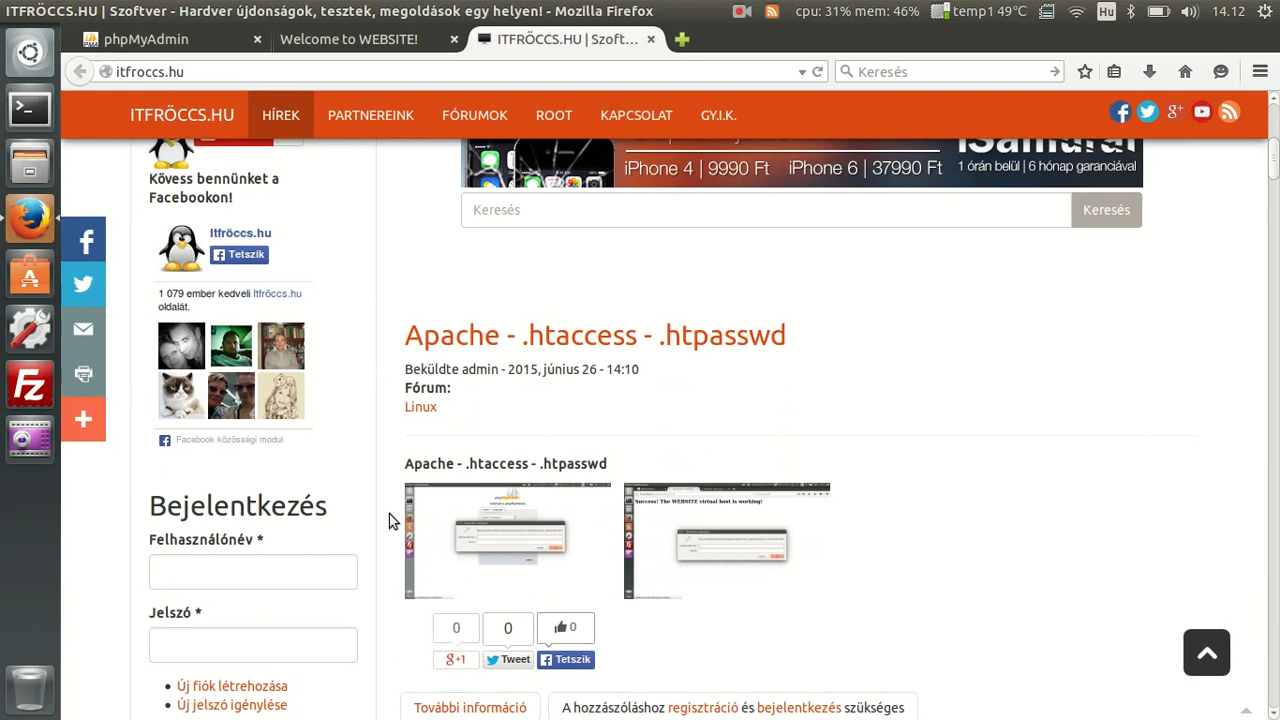 ITFRÖCCS.HU | Szoftver - Hardver újdonságok, tesztek, megoldások egy helyen! - Mozilla Firefox
cpu: 31% mem: 46%
temp1 49°C
Hu
14.12
phpMyAdmin
Welcome to WEBSITE!
ITFRÖCCS.HU | Szoft...
itfroccs.hu
Keresés
ITFRÖCCS.HU
HÍREK
PARTNEREINK
FÓRUMOK
ROOT
KAPCSOLAT
GY.I.K.
iSamurai
iPhone 4 | 9990 Ft
iPhone 6 | 37990 Ft
1 órán belül | 6 hónap garanciával
Kövess bennünket a
Facebookon!
Keresés
Keresés
Itfröccs.hu
Tetszik
1 079 ember kedveli Itfröccs.hu
oldalát.
Facebook közösségi modul
Apache - .htaccess - .htpasswd
Beküldte admin - 2015, június 26 - 14:10
Fórum:
Linux
Apache - .htaccess - .htpasswd
Success! The WEBSITE virtual host is working!
Bejelentkezés
Felhasználónév *
Jelszó *
Új fiók létrehozása
Új jelszó igénylése
0
0
0
g+1
Tweet
Tetszik
További információ
A hozzászóláshoz regisztráció és bejelentkezés szükséges